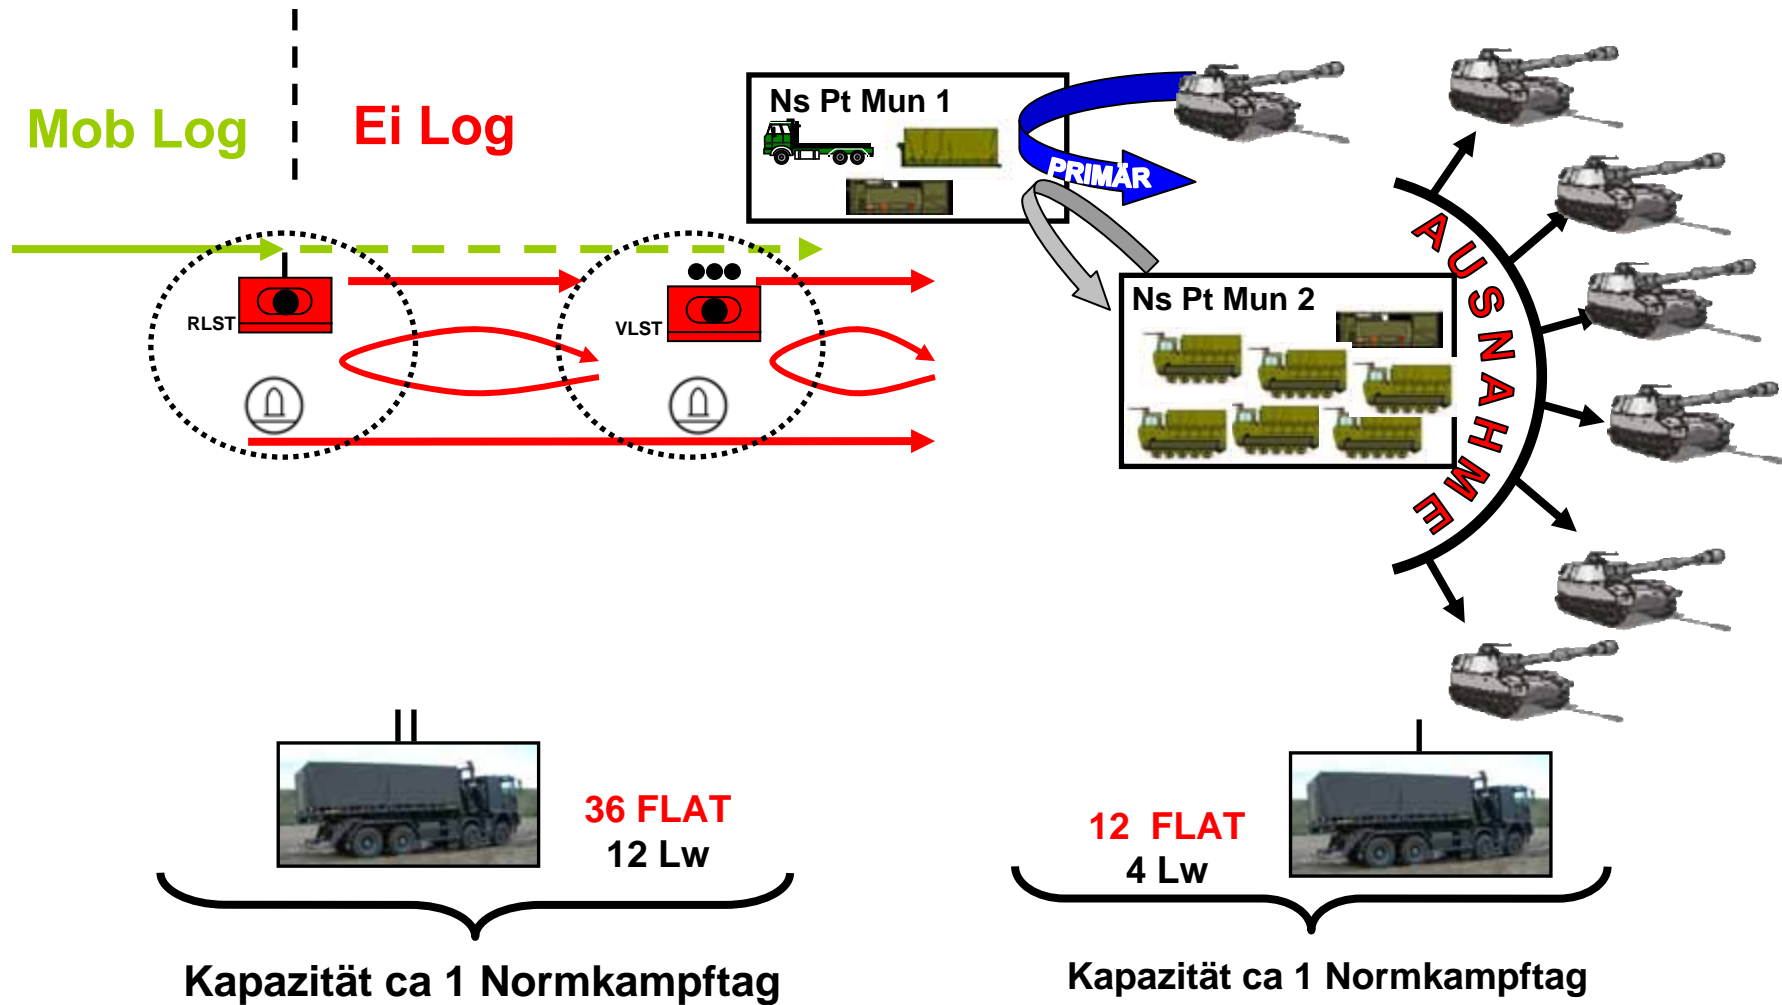 Mob Log
Ei Log
Ns Pt Mun 1
PRIMÄR
RLST
VLST
Ns Pt Mun 2
AUSNAHME
36 FLAT
12 Lw
12 FLAT
4 Lw
Kapazität ca 1 Normkampftag
Kapazität ca 1 Normkampftag